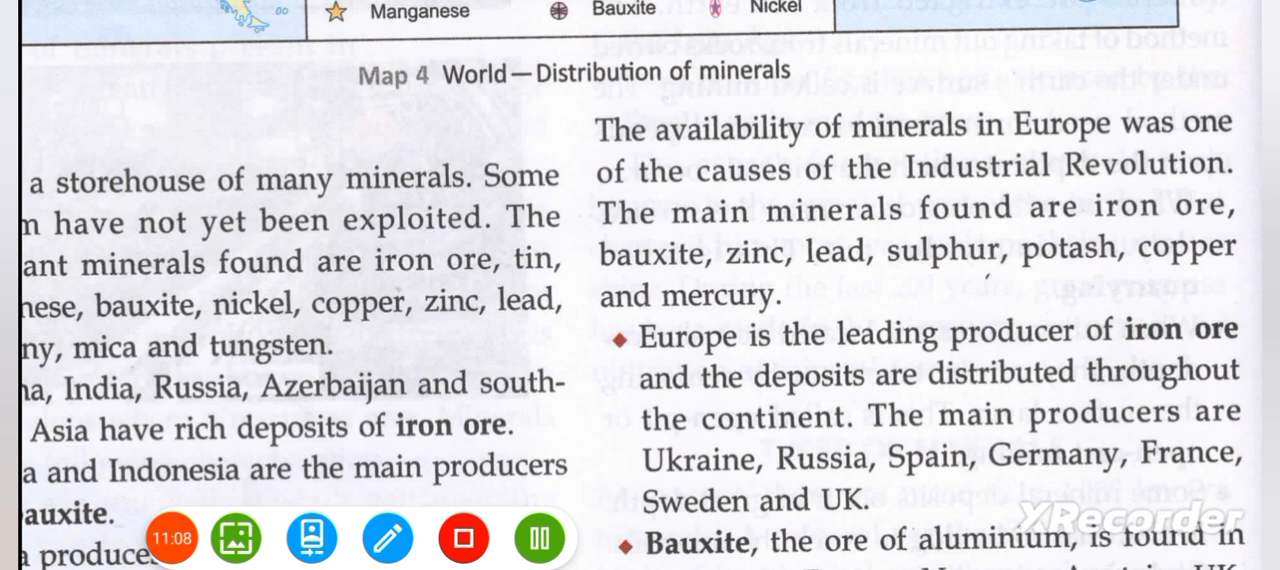 Manganese
Bauxite
Nickel
Map 4 World – Distribution of minerals
a storehouse of many minerals. Some
have not yet been exploited. The
minerals found are iron ore, tin,
bauxite, nickel, copper, zinc, lead,
mica and tungsten.
India, Russia, Azerbaijan and south-
Asia have rich deposits of iron ore.
and Indonesia are the main producers
auxite.
11:08
The availability of minerals in Europe was one
of the causes of the Industrial Revolution.
The main minerals found are iron ore,
bauxite, zinc, lead, sulphur, potash, copper
and mercury.
Europe is the leading producer of iron ore
and the deposits are distributed throughout
the continent. The main producers are
Ukraine, Russia, Spain, Germany, France,
Sweden and UK.
XRecorder
Bauxite, the ore of aluminium, is found in